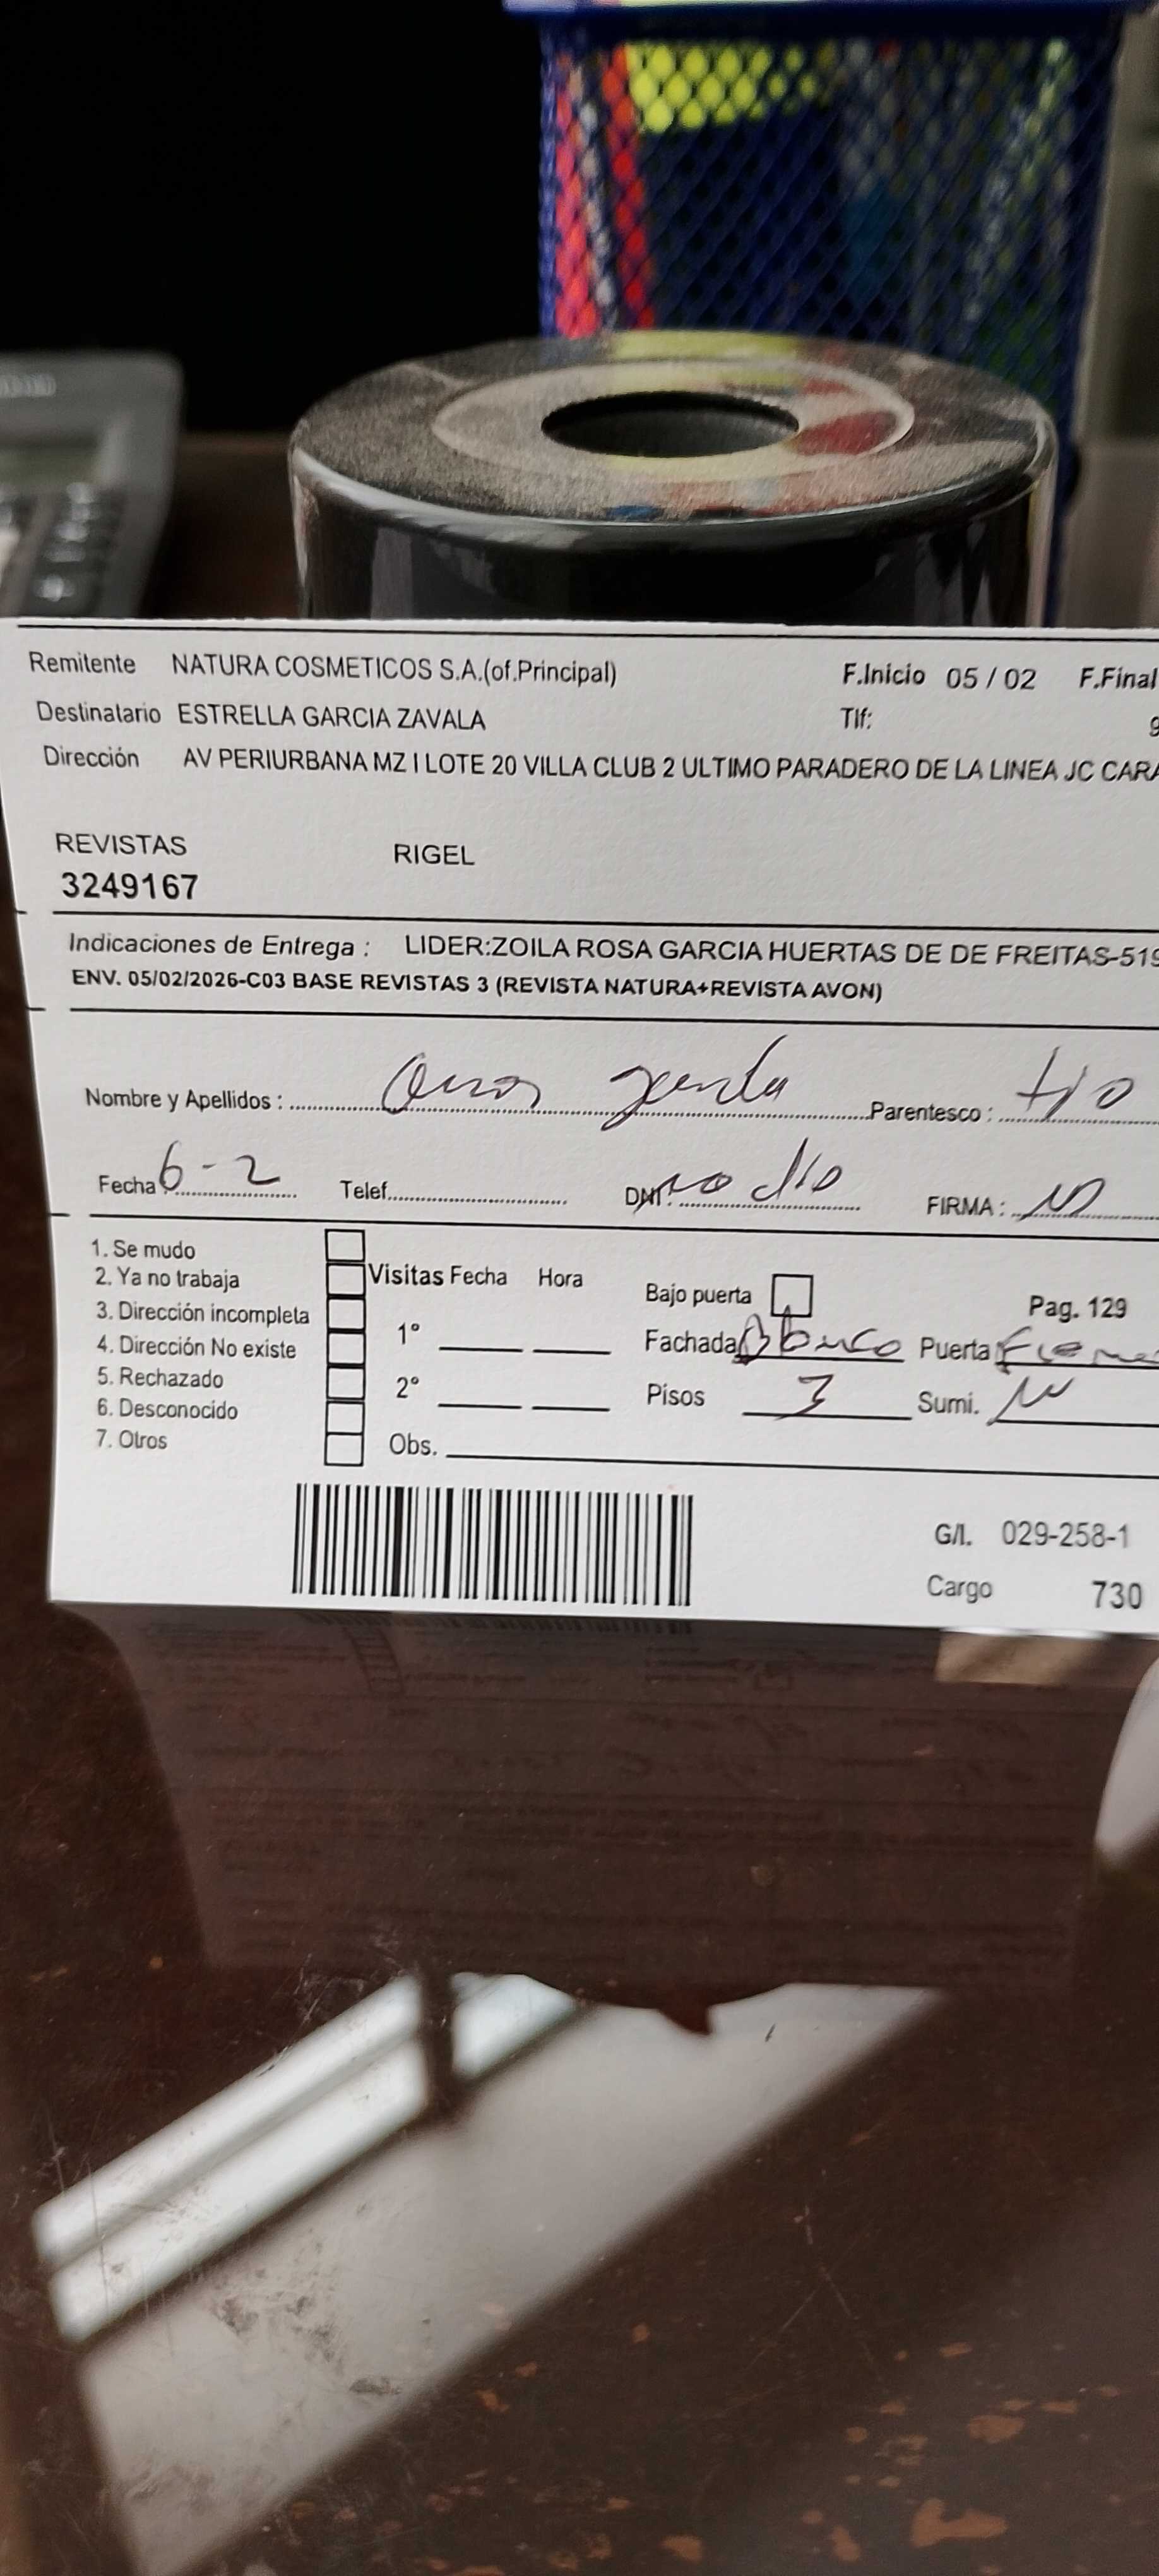 Remitente NATURA COSMETICOS S.A.(of.Principal) F.Inicio 05 / 02 F.Final
Destinatario ESTRELLA GARCIA ZAVALA Tlf:
Dirección AV PERIURBANA MZ I LOTE 20 VILLA CLUB 2 ULTIMO PARADERO DE LA LINEA JC CARA
REVISTAS RIGEL
3249167
Indicaciones de Entrega : LIDER:ZOILA ROSA GARCIA HUERTAS DE DE FREITAS-519
ENV. 05/02/2026-C03 BASE REVISTAS 3 (REVISTA NATURA+REVISTA AVON)
Nombre y Apellidos : Parentesco : tio
Fecha : 6-2 Telef. DNI: no dio FIRMA :
1. Se mudo
2. Ya no trabaja Visitas Fecha Hora Bajo puerta Pag. 129
3. Dirección incompleta 1° Fachada Blanco Puerta
4. Dirección No existe
5. Rechazado 2° Pisos 3 Sumi.
6. Desconocido
7. Otros Obs.
G/I. 029-258-1
Cargo 730